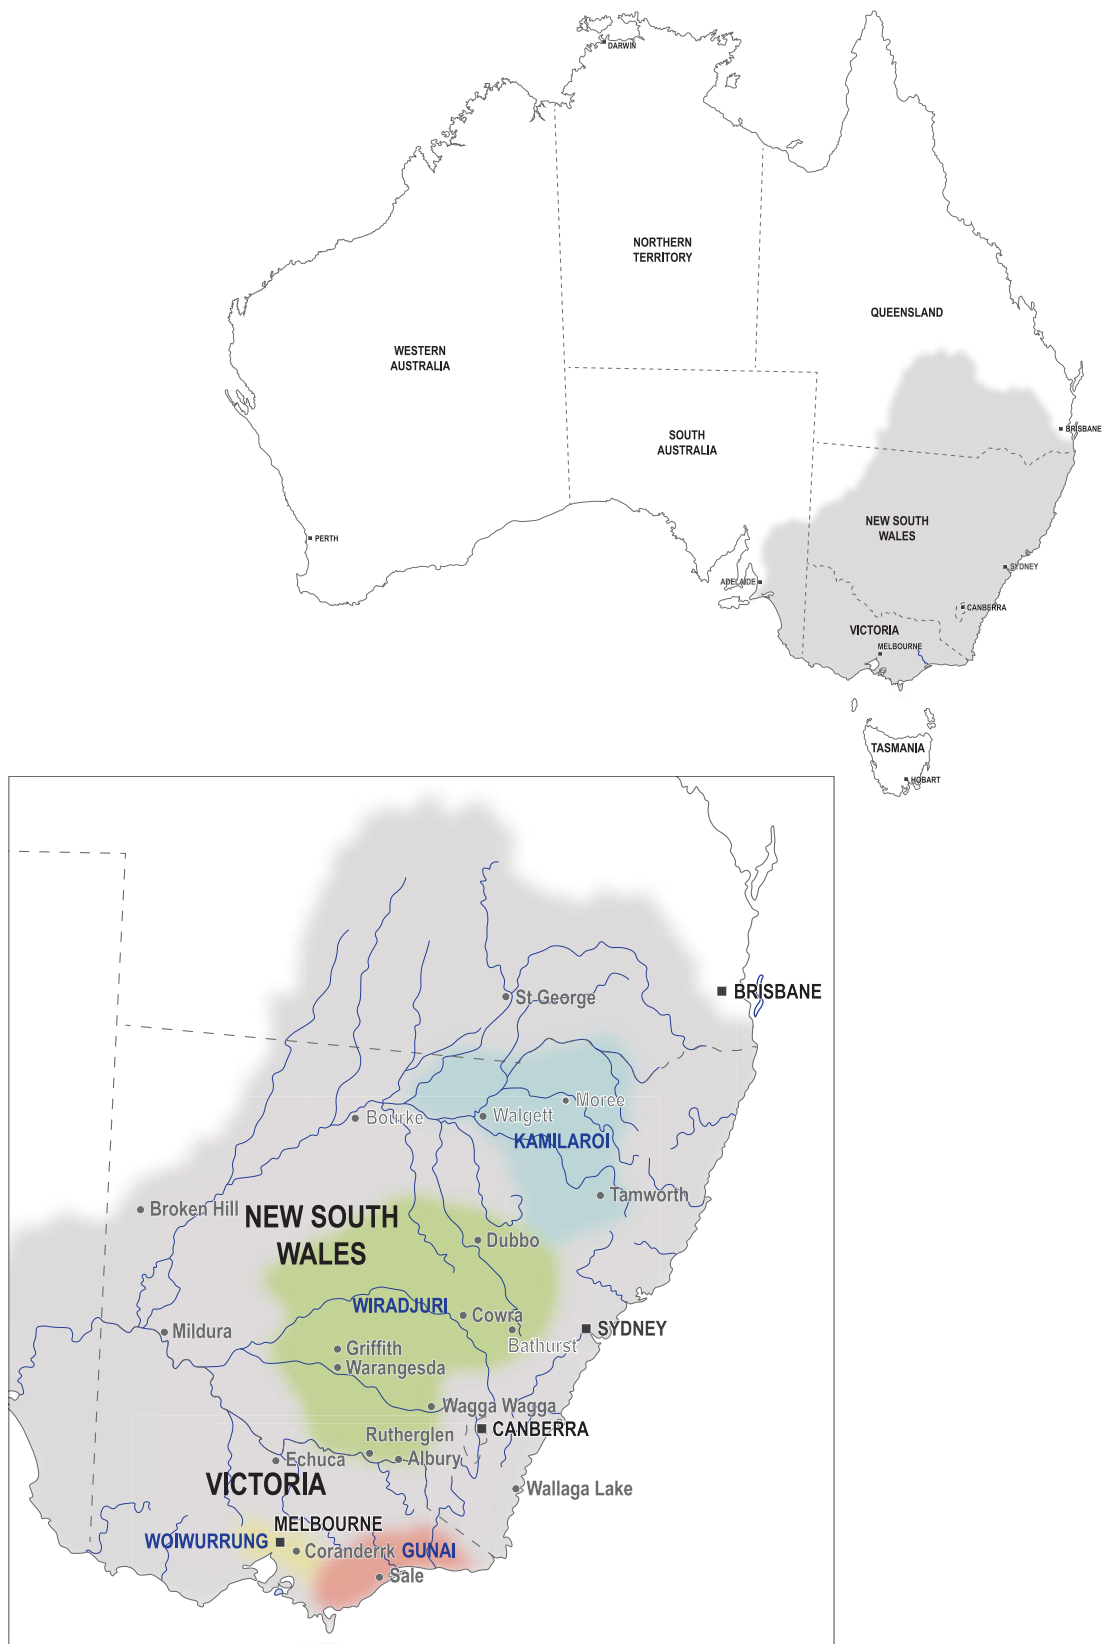 DARWIN
NORTHERN
TERRITORY
QUEENSLAND
WESTERN
AUSTRALIA
BRISBANE
SOUTH
AUSTRALIA
NEW SOUTH
WALES
PERTH
SYDNEY
ADELAIDE
CANBERRA
VICTORIA
MELBOURNE
TASMANIA
HOBART
St George
BRISBANE
Moree
Bourke
Walgett
KAMILAROI
Tamworth
Broken Hill
NEW SOUTH
WALES
Dubbo
WIRADJURI
Cowra
Mildura
SYDNEY
Bathurst
Griffith
Warangesda
Wagga Wagga
CANBERRA
Rutherglen
Echuca
Albury
VICTORIA
Wallaga Lake
MELBOURNE
WOIWURRUNG
Coranderrk
GUNAI
Sale